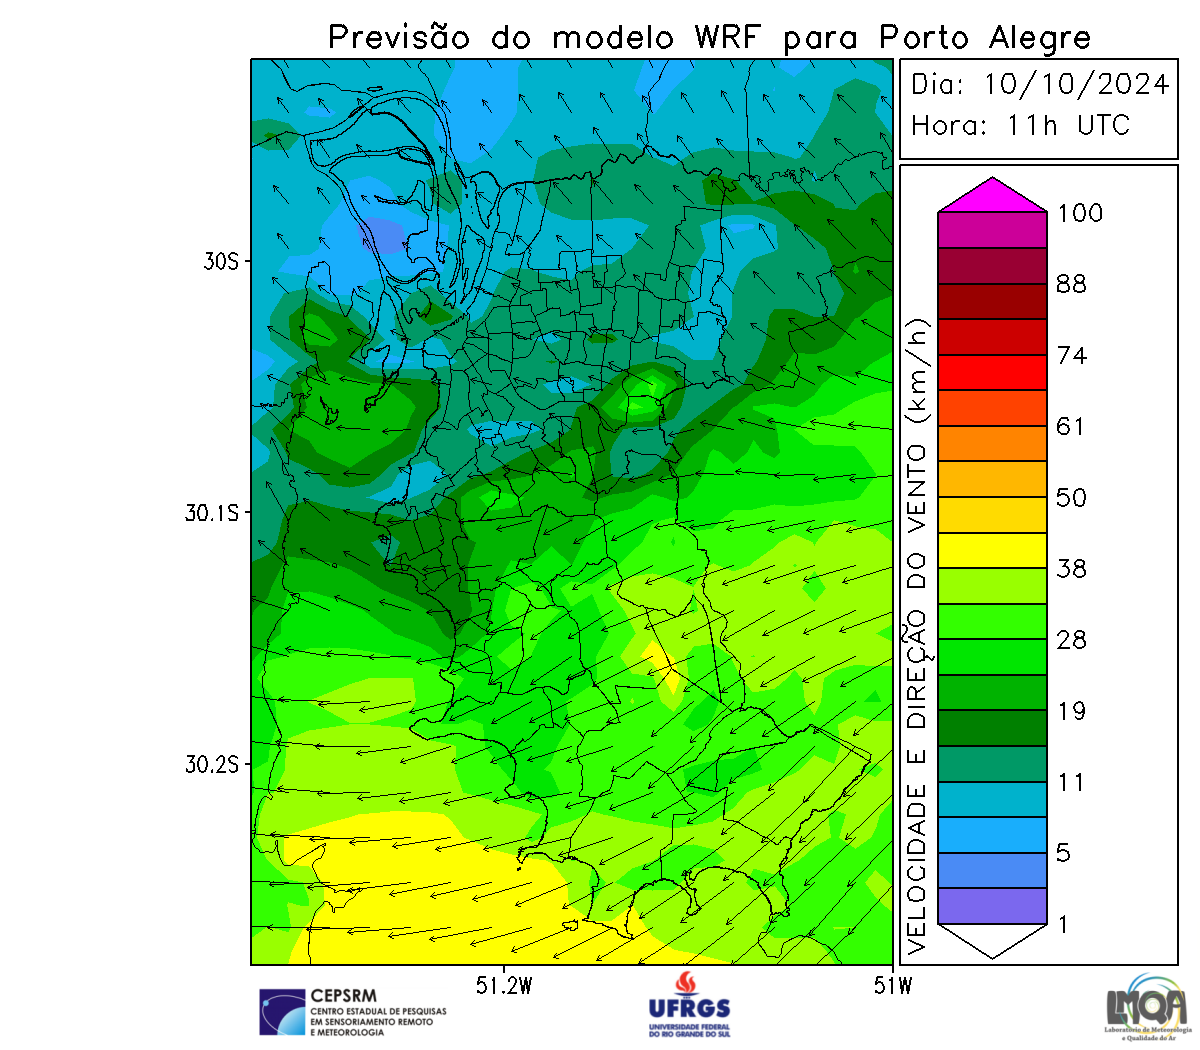 Previsão do modelo WRF para Porto Alegre
Dia: 10/10/2024
Hora: 11h UTC
VELOCIDADE E DIREÇÃO DO VENTO (km/h)
100
88
74
61
50
38
28
19
11
5
1
30S
30.1S
30.2S
51.2W
51W
CEPSRM
CENTRO ESTADUAL DE PESQUISAS
EM SENSORIAMENTO REMOTO
E METEOROLOGIA
UFRGS
UNIVERSIDADE FEDERAL
DO RIO GRANDE DO SUL
LMQA
Laboratório de Meteorologia
e Qualidade do Ar